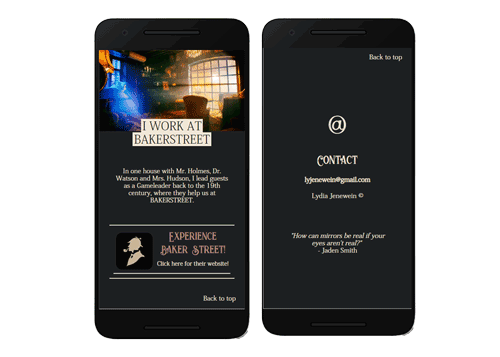 I WORK AT
BAKERSTREET
In one house with Mr. Holmes, Dr.
Watson and Mrs. Hudson, I lead guests
as a Gameleader back to the 19th
century, where they help us at
BAKERSTREET.
EXPERIENCE
BAKER STREET!
Click here for their website!
Back to top
Back to top
@
CONTACT
lyjenewein@gmail.com
Lydia Jenewein ©
"How can mirrors be real if your
eyes aren't real?"
- Jaden Smith